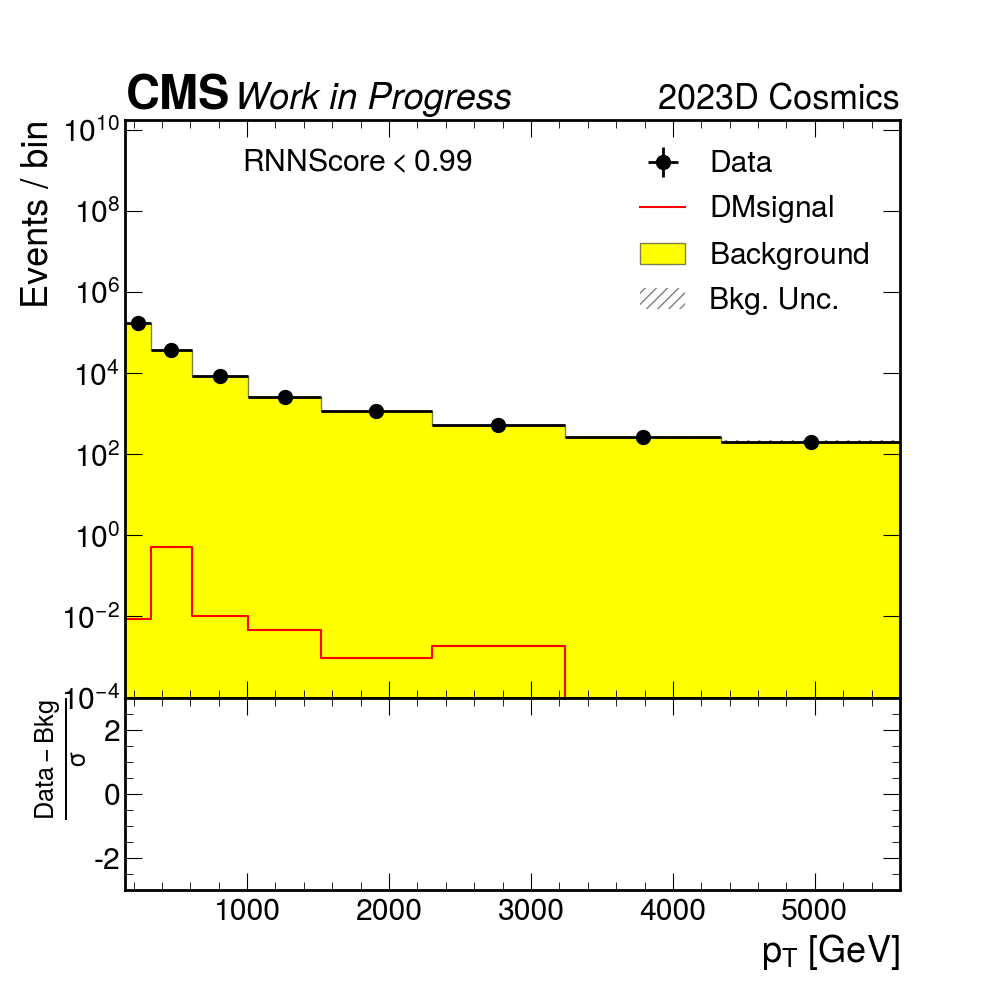 CMS Work in Progress 2023D Cosmics
Events / bin
RNNScore < 0.99
Data
DMsignal
Background
Bkg. Unc.
10^10
10^8
10^6
10^4
10^2
10^0
10^−2
10^−4
Data − Bkg
σ
2
0
-2
1000 2000 3000 4000 5000
p_T [GeV]